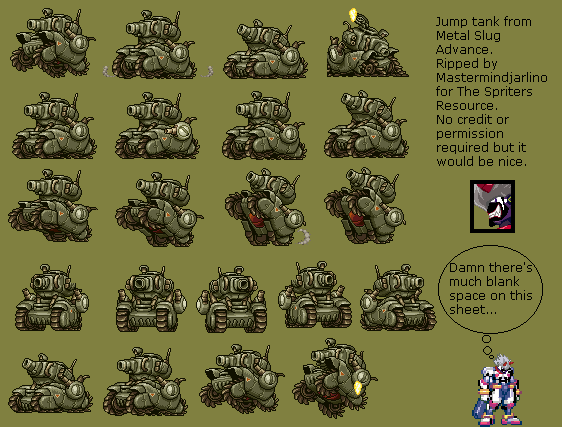 Jump tank from
Metal Slug
Advance.
Ripped by
Mastermindjarlino
for The Spriters
Resource.
No credit or
permission
required but it
would be nice.
Damn there's
much blank
space on this
sheet...